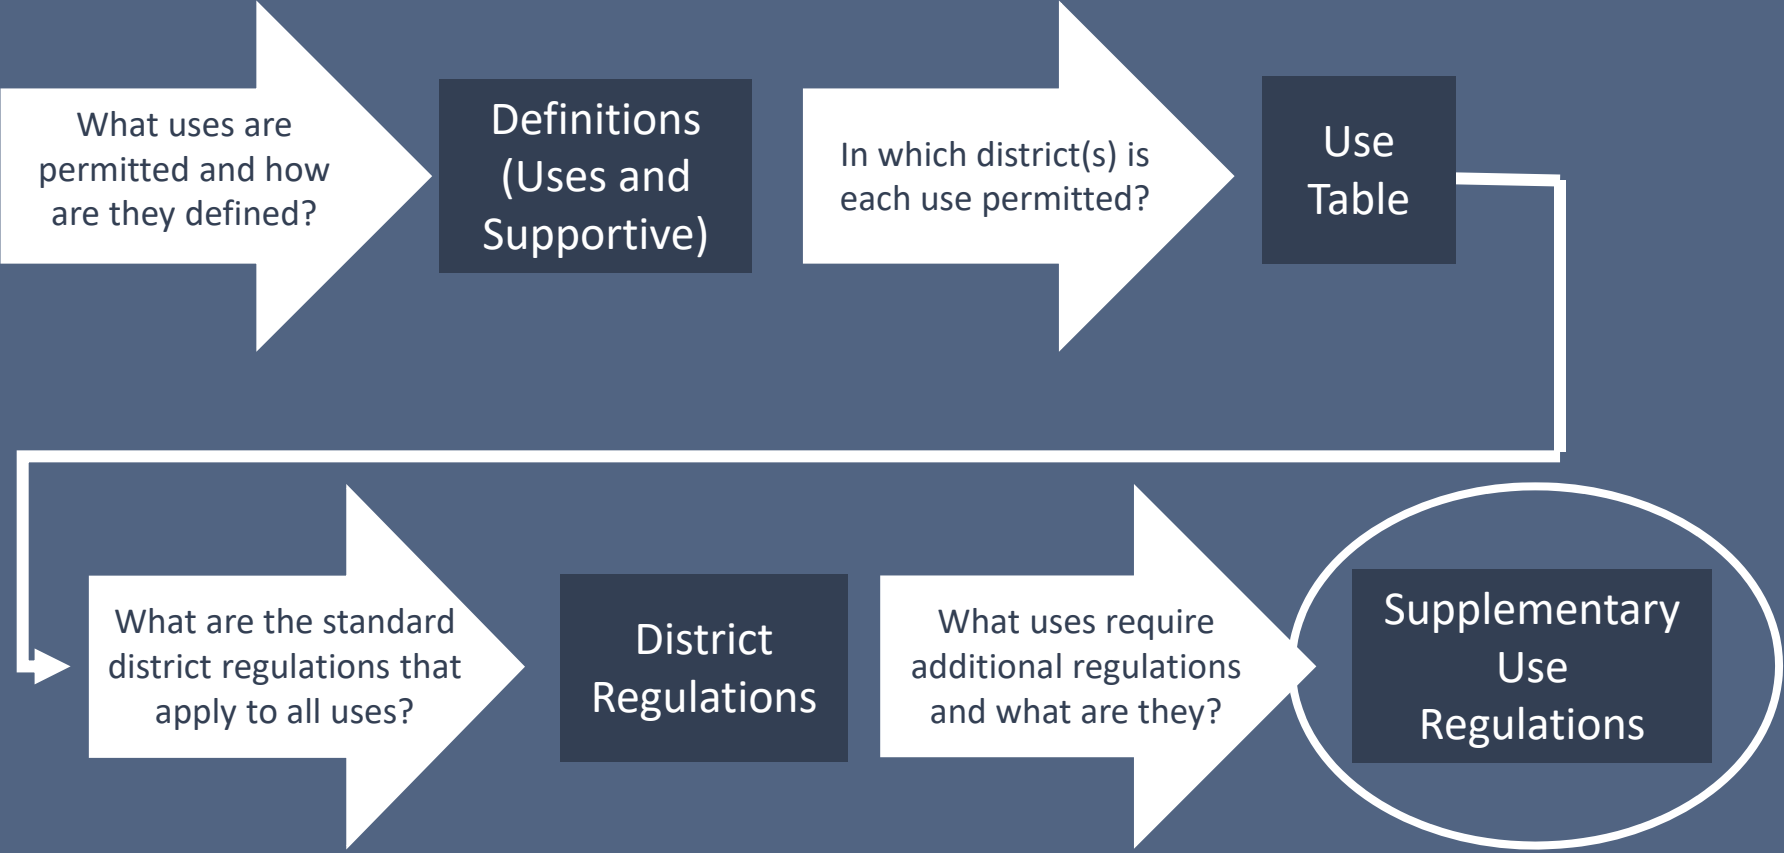 What uses are
permitted and how
are they defined?
Definitions
(Uses and
Supportive)
In which district(s) is
each use permitted?
Use
Table
What are the standard
district regulations that
apply to all uses?
District
Regulations
What uses require
additional regulations
and what are they?
Supplementary
Use
Regulations